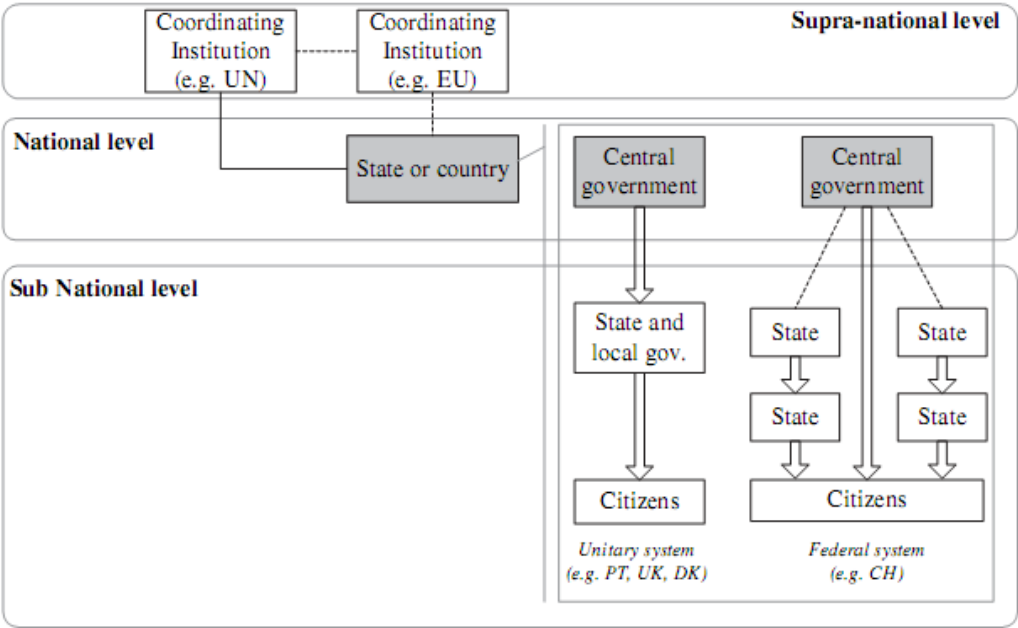 Supra-national level
Coordinating
Institution
(e.g. UN)
Coordinating
Institution
(e.g. EU)
National level
State or country
Central
government
Central
government
Sub National level
State and
local gov.
State
State
State
State
Citizens
Citizens
Unitary system
(e.g. PT, UK, DK)
Federal system
(e.g. CH)